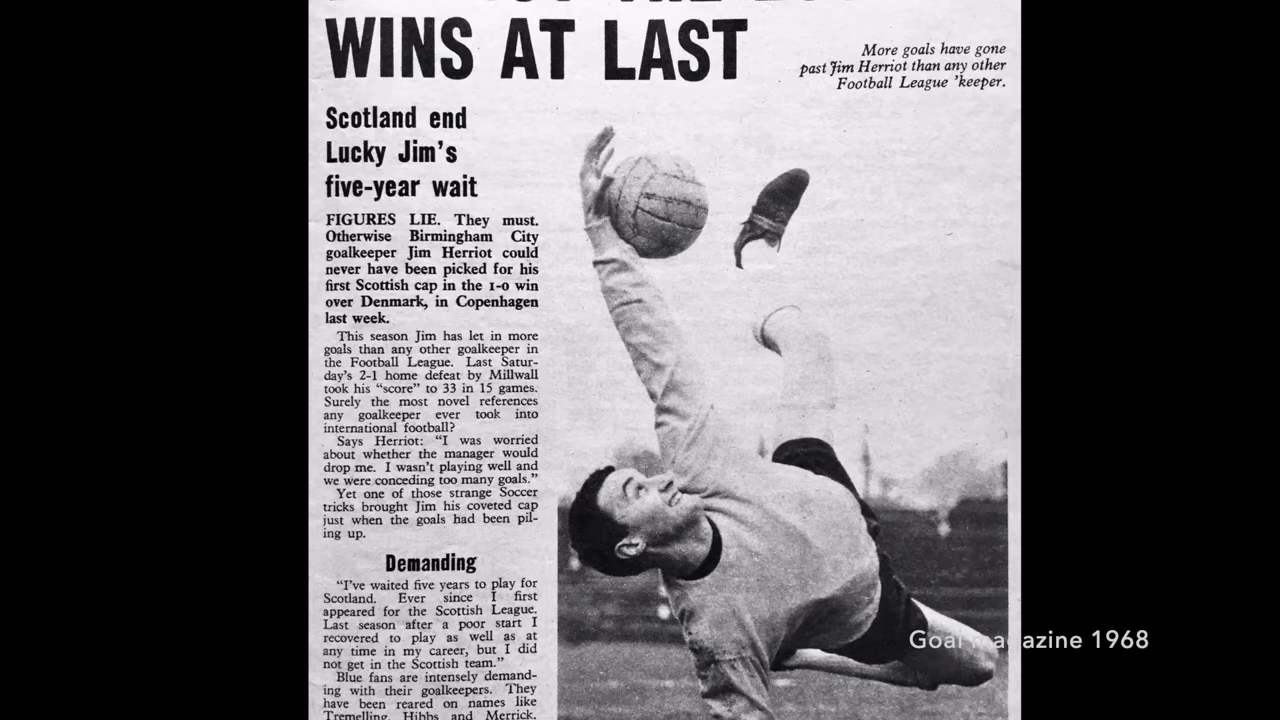 WINS AT LAST
More goals have gone
past Jim Herriot than any other
Football League 'keeper.
Scotland end
Lucky Jim's
five-year wait
FIGURES LIE. They must.
Otherwise Birmingham City
goalkeeper Jim Herriot could
never have been picked for his
first Scottish cap in the 1-0 win
over Denmark, in Copenhagen
last week.
This season Jim has let in more
goals than any other goalkeeper in
the Football League. Last Satur-
day's 2-1 home defeat by Millwall
took his "score" to 33 in 15 games.
Surely the most novel references
any goalkeeper ever took into
international football?
Says Herriot: "I was worried
about whether the manager would
drop me. I wasn't playing well and
we were conceding too many goals."
Yet one of those strange Soccer
tricks brought Jim his coveted cap
just when the goals had been pil-
ing up.
Demanding
"I've waited five years to play for
Scotland. Ever since I first
appeared for the Scottish League.
Last season after a poor start I
recovered to play as well as at
any time in my career, but I did
not get in the Scottish team."
Blue fans are intensely demand-
ing with their goalkeepers. They
have been reared on names like
Tremelling, Hibbs and Merrick.
Goal magazine 1968